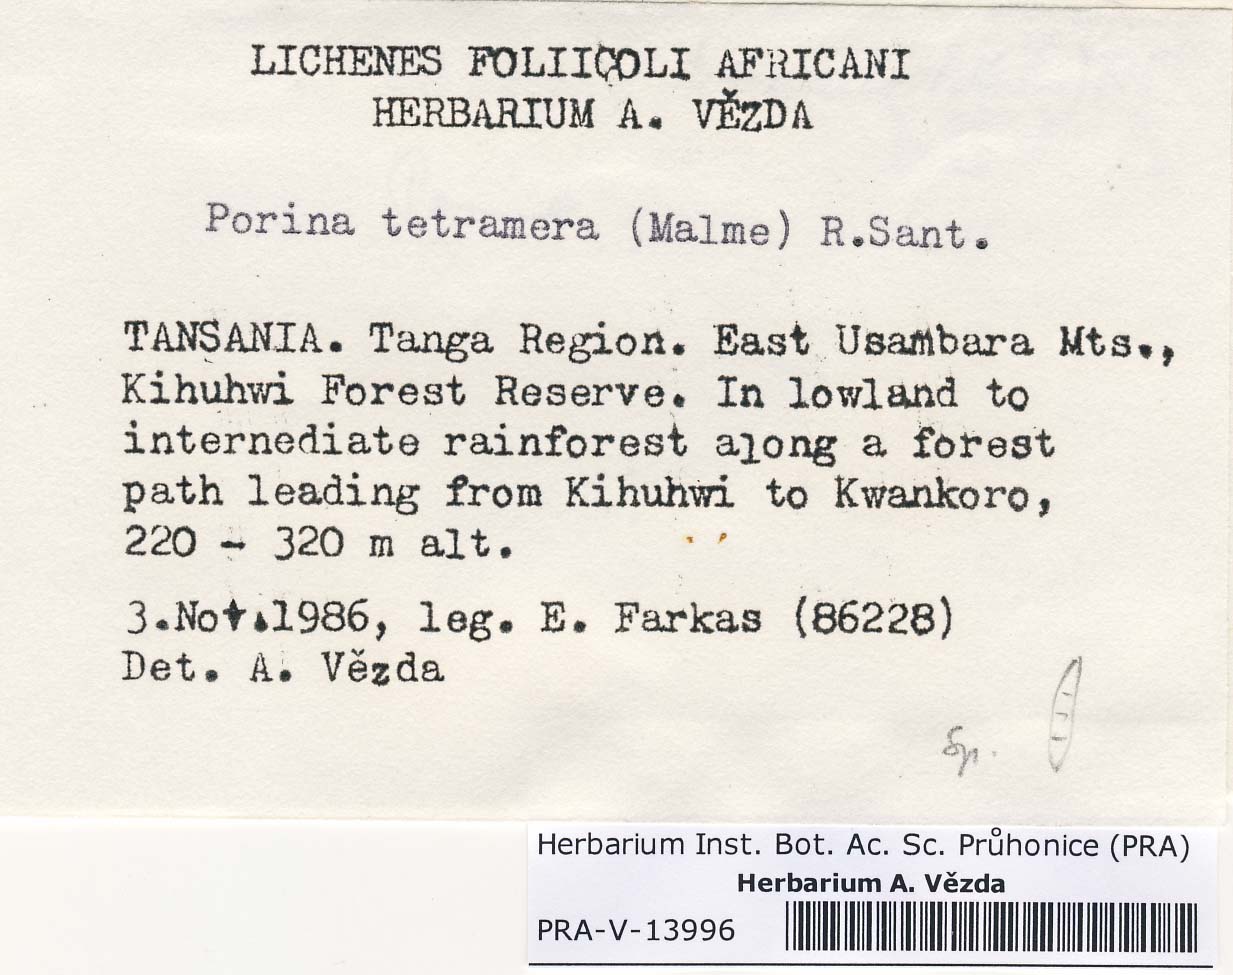 LICHENES FOLIICOLI AFRICANI
HERBARIUM A. VĚZDA
Porina tetramera (Malme) R.Sant.
TANSANIA. Tanga Region. East Usambara Mts.,
Kihuhwi Forest Reserve. In lowland to
internediate rainforest along a forest
path leading from Kihuhwi to Kwankoro,
220 - 320 m alt.
3.Nov.1986, leg. E. Farkas (86228)
Det. A. Vězda
Sp.
Herbarium Inst. Bot. Ac. Sc. Průhonice (PRA)
Herbarium A. Vězda
PRA-V-13996